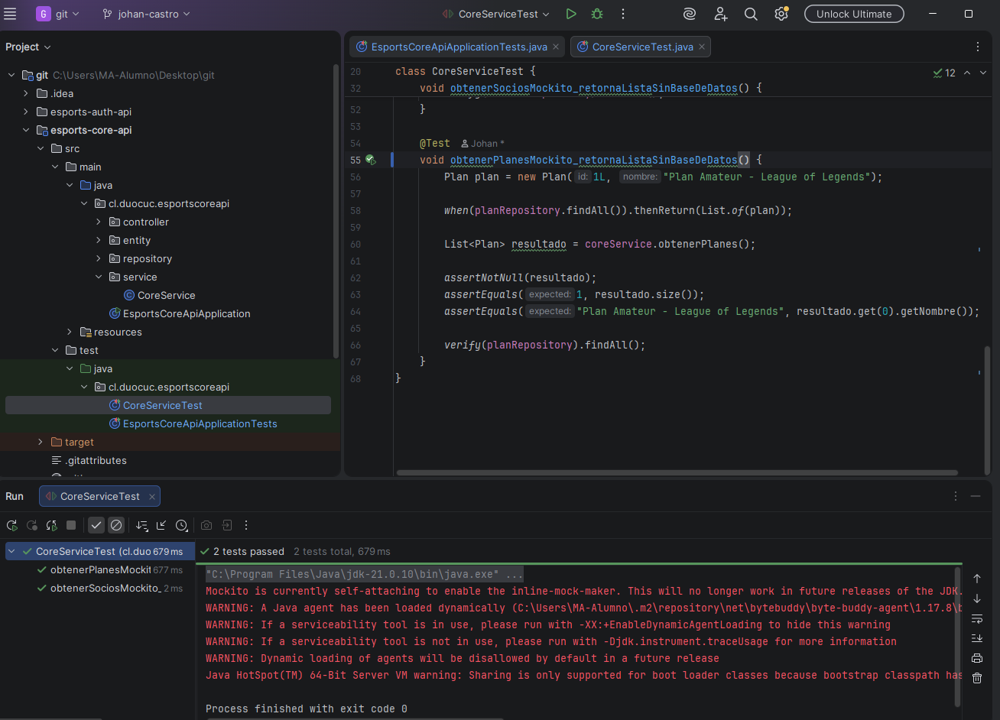 G git johan-castro CoreServiceTest Unlock Ultimate
Project
git C:\Users\MA-Alumno\Desktop\git
.idea
esports-auth-api
esports-core-api
src
main
java
cl.duocuc.esportscoreapi
controller
entity
repository
service
CoreService
EsportsCoreApiApplication
resources
test
java
cl.duocuc.esportscoreapi
CoreServiceTest
EsportsCoreApiApplicationTests
target
.gitattributes
EsportsCoreApiApplicationTests.java CoreServiceTest.java
20 class CoreServiceTest { 12
32 void obtenerSociosMockito_retornaListaSinBaseDeDatos() {
52 }
53
54 @Test Johan *
55 void obtenerPlanesMockito_retornaListaSinBaseDeDatos() {
56 Plan plan = new Plan( id: 1L, nombre: "Plan Amateur - League of Legends");
57
58 when(planRepository.findAll()).thenReturn(List.of(plan));
59
60 List<Plan> resultado = coreService.obtenerPlanes();
61
62 assertNotNull(resultado);
63 assertEquals( expected: 1, resultado.size());
64 assertEquals( expected: "Plan Amateur - League of Legends", resultado.get(0).getNombre());
65
66 verify(planRepository).findAll();
67 }
68 }
Run CoreServiceTest
CoreServiceTest (cl.duo 679 ms
obtenerPlanesMockit 677 ms
obtenerSociosMockito_ 2 ms
2 tests passed 2 tests total, 679 ms
"C:\Program Files\Java\jdk-21.0.10\bin\java.exe" ...
Mockito is currently self-attaching to enable the inline-mock-maker. This will no longer work in future releases of the JDK.
WARNING: A Java agent has been loaded dynamically (C:\Users\MA-Alumno\.m2\repository\net\bytebuddy\byte-buddy-agent\1.17.8\b
WARNING: If a serviceability tool is in use, please run with -XX:+EnableDynamicAgentLoading to hide this warning
WARNING: If a serviceability tool is not in use, please run with -Djdk.instrument.traceUsage for more information
WARNING: Dynamic loading of agents will be disallowed by default in a future release
Java HotSpot(TM) 64-Bit Server VM warning: Sharing is only supported for boot loader classes because bootstrap classpath has
Process finished with exit code 0